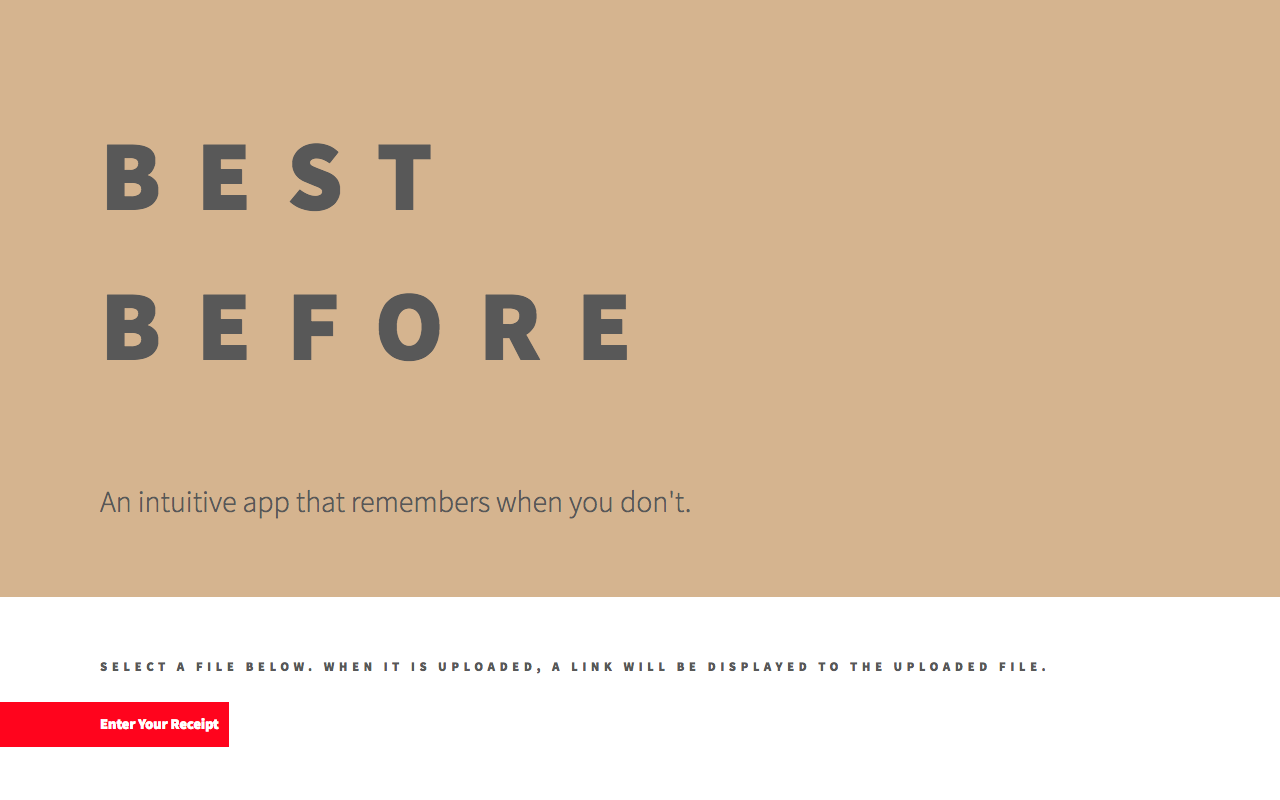 BEST
BEFORE
An intuitive app that remembers when you don't.
SELECT A FILE BELOW. WHEN IT IS UPLOADED, A LINK WILL BE DISPLAYED TO THE UPLOADED FILE.
Enter Your Receipt